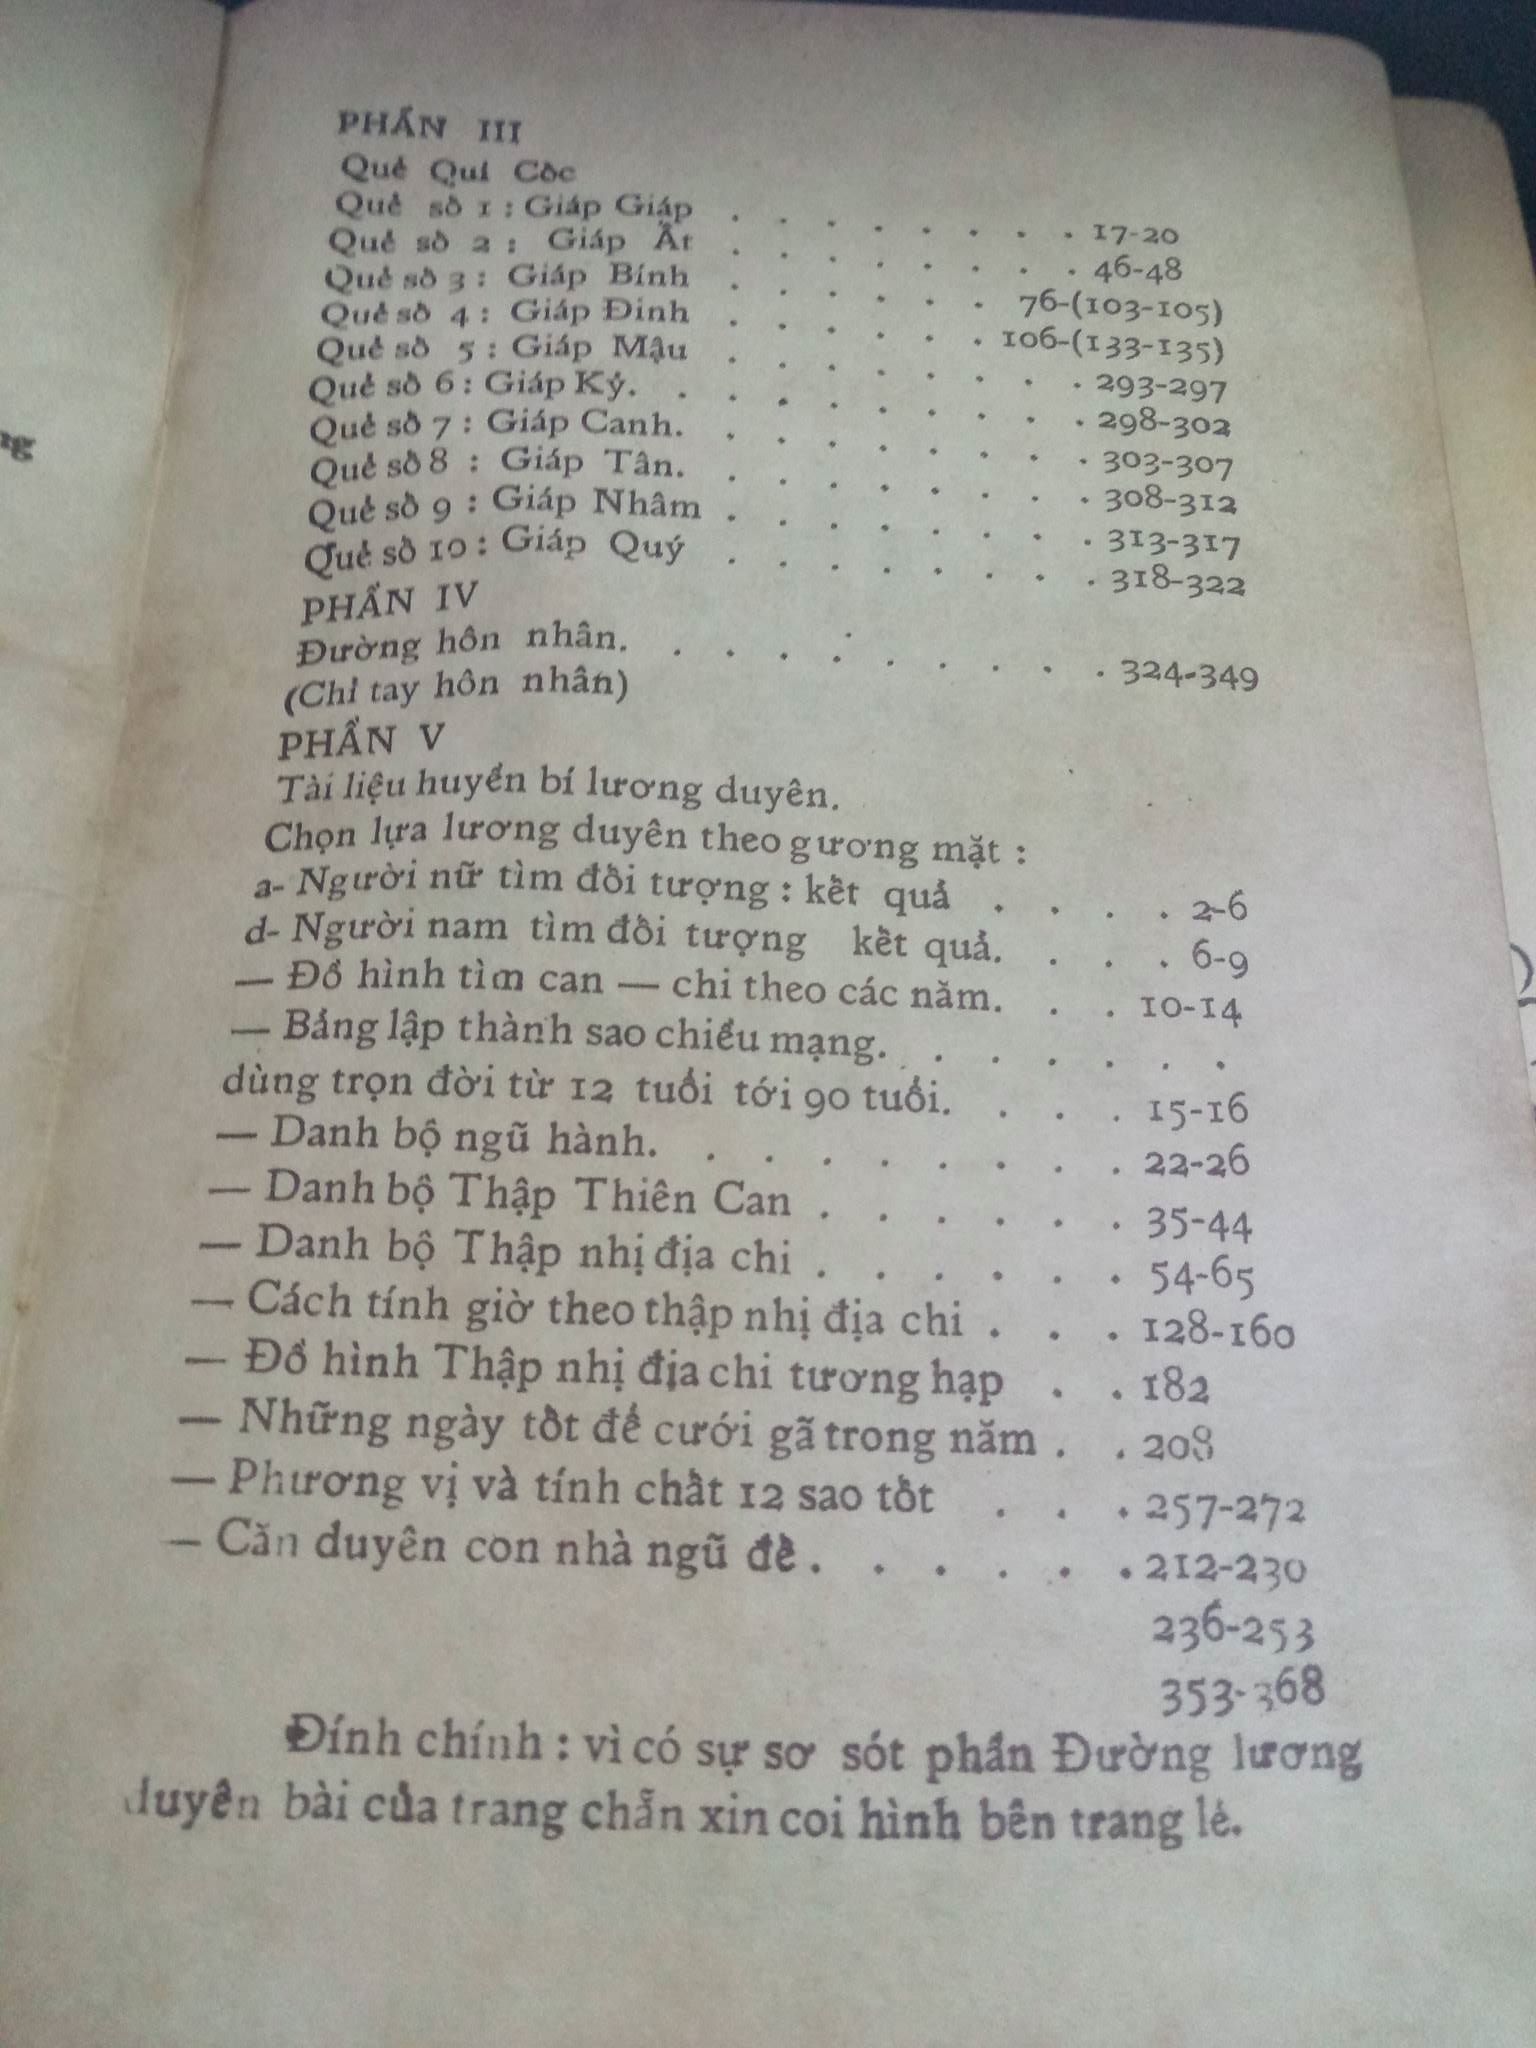 PHẦN III
Quẻ Quỉ Cốc
Quẻ số 1 : Giáp Giáp . . . . . . . . 17-20
Quẻ số 2 : Giáp Ất . . . . . . . . 46-48
Quẻ số 3 : Giáp Bính . . . . . . 76-(103-105)
Quẻ số 4 : Giáp Đinh . . . . . . 106-(133-135)
Quẻ số 5 : Giáp Mậu . . . . . . . . 293-297
Quẻ số 6 : Giáp Kỷ. . . . . . . . . . 298-302
Quẻ số 7 : Giáp Canh. . . . . . . . . 303-307
Quẻ số 8 : Giáp Tân. . . . . . . . . 308-312
Quẻ số 9 : Giáp Nhâm . . . . . . . . 313-317
Quẻ số 10 : Giáp Quý . . . . . . . . 318-322
PHẦN IV
Đường hôn nhân. . . . . . . . . . 324-349
(Chỉ tay hôn nhân)
PHẦN V
Tài liệu huyền bí lương duyên.
Chọn lựa lương duyên theo gương mặt :
a- Người nữ tìm đối tượng : kết quả . . . . 2-6
d- Người nam tìm đối tượng kết quả. . . . 6-9
— Đồ hình tìm can — chi theo các năm. . . 10-14
— Bảng lập thành sao chiếu mạng. . . . . . .
dùng trọn đời từ 12 tuổi tới 90 tuổi. . . . 15-16
— Danh bộ ngũ hành. . . . . . . . . 22-26
— Danh bộ Thập Thiên Can . . . . . . 35-44
— Danh bộ Thập nhị địa chi . . . . . . 54-65
— Cách tính giờ theo thập nhị địa chi . . . 128-160
— Đồ hình Thập nhị địa chi tương hạp . . 182
— Những ngày tốt để cưới gã trong năm . . 208
— Phương vị và tính chất 12 sao tốt . . . 257-272
— Căn duyên con nhà ngũ đế . . . . . . 212-230
236-253
353-368
Đính chính : vì có sự sơ sót phần Đường lương
duyên bài của trang chẵn xin coi hình bên trang lẻ.